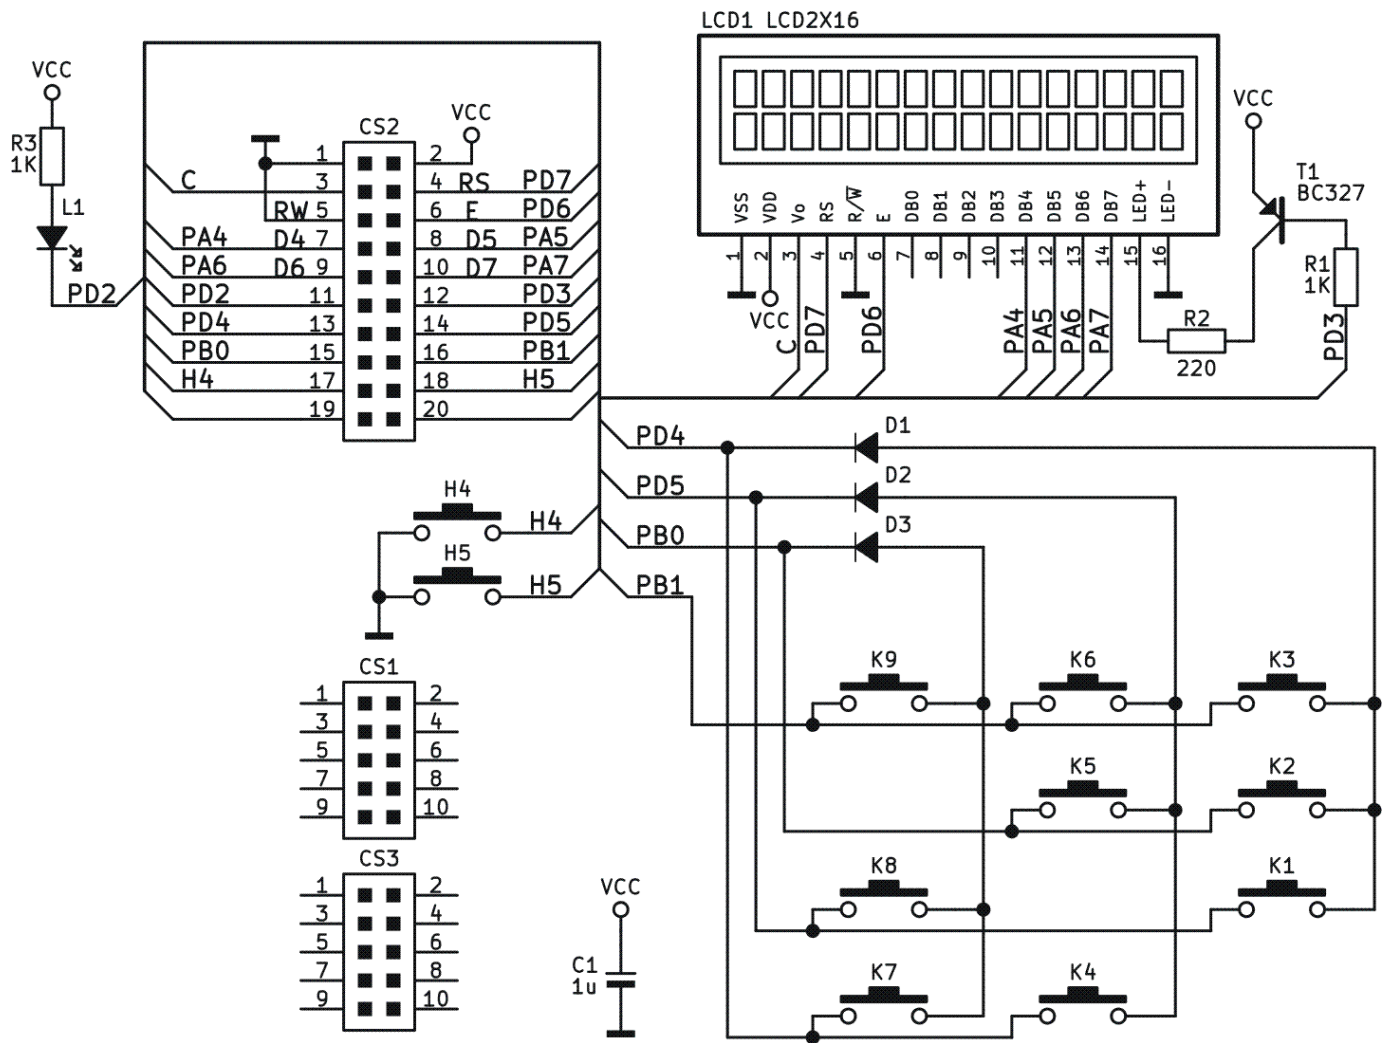 LCD1 LCD2X16
VCC
R3
1K
L1
PD2
CS2
VCC
1 2
C 3 4 RS PD7
RW 5 6 E PD6
PA4 D4 7 8 D5 PA5
PA6 D6 9 10 D7 PA7
PD2 11 12 PD3
PD4 13 14 PD5
PB0 15 16 PB1
H4 17 18 H5
19 20
VSS VDD Vo RS R/W E DB0 DB1 DB2 DB3 DB4 DB5 DB6 DB7 LED+ LED-
1 2 3 4 5 6 7 8 9 10 11 12 13 14 15 16
VCC
C PD7 PD6 PA4 PA5 PA6 PA7
VCC
T1
BC327
R1
1K
PD3
R2
220
PD4 D1
PD5 D2
PB0 D3
PB1
H4
H4
H5
H5
K9 K6 K3
K5 K2
K8 K1
K7 K4
CS1
1 2
3 4
5 6
7 8
9 10
CS3
1 2
3 4
5 6
7 8
9 10
VCC
C1
1u